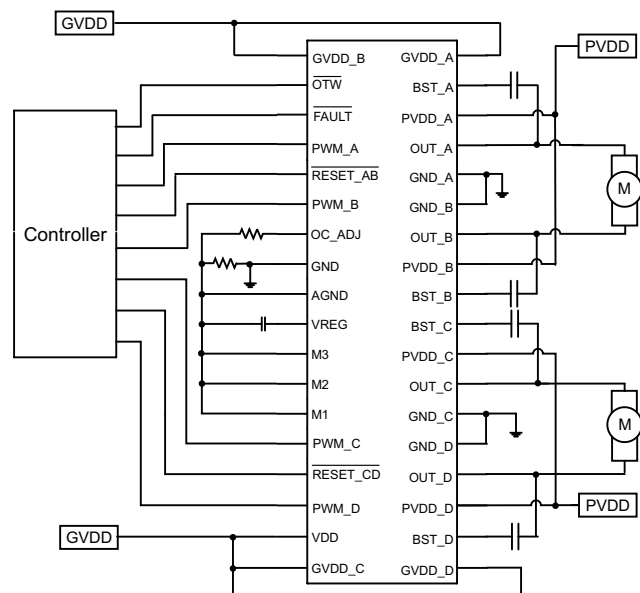 GVDD
PVDD
GVDD_B GVDD_A
OTW BST_A
FAULT PVDD_A
PWM_A OUT_A
RESET_AB GND_A
M
PWM_B GND_B
Controller
OC_ADJ OUT_B
GND PVDD_B
AGND BST_B
VREG BST_C
M3 PVDD_C
M2 OUT_C
M1 GND_C
M
PWM_C GND_D
RESET_CD OUT_D
PWM_D PVDD_D
PVDD
GVDD
VDD BST_D
GVDD_C GVDD_D